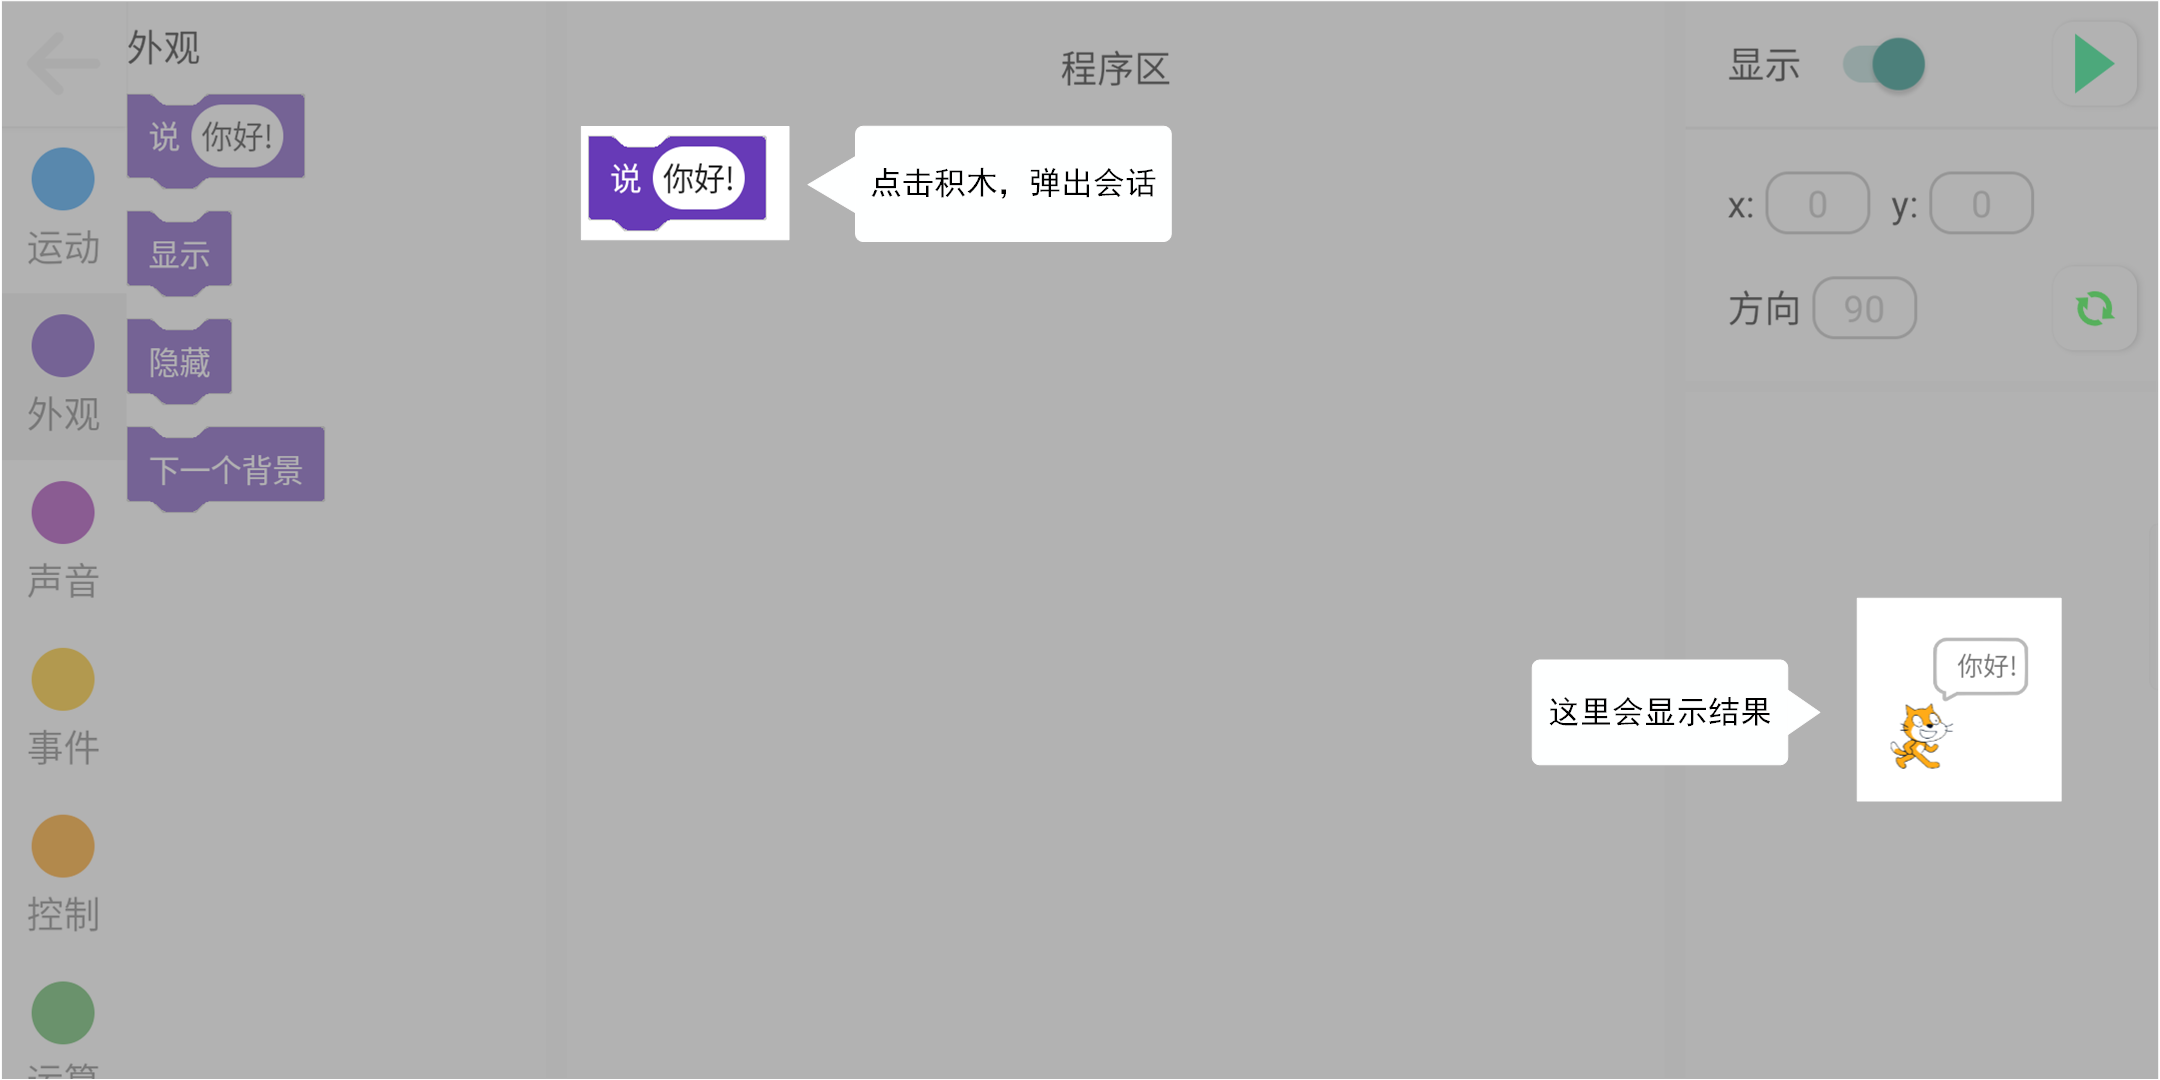 外观
说 你好!
显示
隐藏
下一个背景
运动
外观
声音
事件
控制
运算
程序区
说 你好!
点击积木，弹出会话
显示
x: 0 y: 0
方向 90
这里会显示结果
你好!